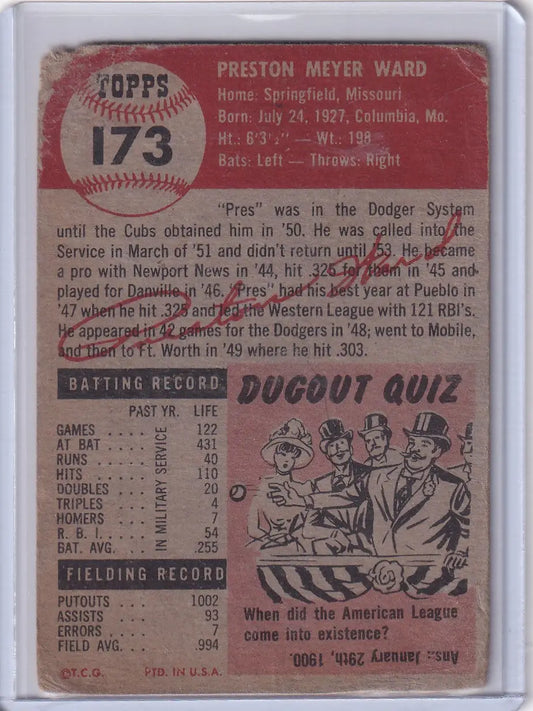 TOPPS
173
PRESTON MEYER WARD
Home: Springfield, Missouri
Born: July 24, 1927, Columbia, Mo.
Ht.: 6'3½" — Wt.: 198
Bats: Left — Throws: Right
"Pres" was in the Dodger System
until the Cubs obtained him in '50. He was called into the
Service in March of '51 and didn't return until '53. He became
a pro with Newport News in '44, hit .325 for them in '45 and
played for Danville in '46. "Pres" had his best year at Pueblo in
'47 when he hit .325 and led the Western League with 121 RBI's.
He appeared in 42 games for the Dodgers in '48; went to Mobile,
and then to Ft. Worth in '49 where he hit .303.
Preston Ward
BATTING RECORD
PAST YR. LIFE
GAMES .... 122
AT BAT .... 431
RUNS .... 40
HITS .... 110
DOUBLES .... 20
TRIPLES .... 4
HOMERS .... 7
R. B. I. .... 54
BAT. AVG. ... .255
IN MILITARY SERVICE
FIELDING RECORD
PUTOUTS ... 1002
ASSISTS ... 93
ERRORS ... 7
FIELD AVG. ... .994
©T.C.G. PTD. IN U.S.A.
DUGOUT QUIZ
When did the American League
come into existence?
Ans.: January 29th, 1900.